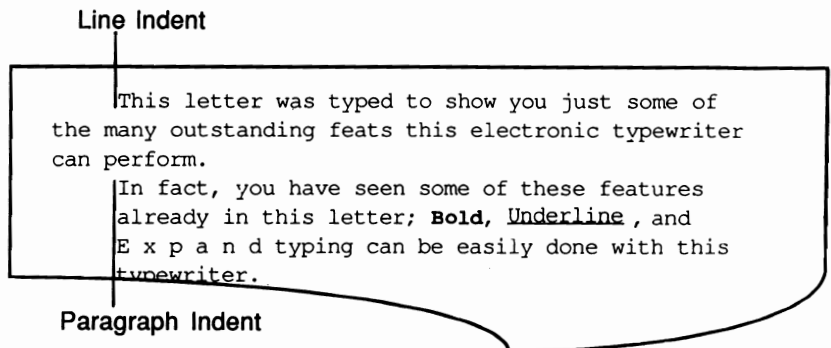 Line Indent
This letter was typed to show you just some of
the many outstanding feats this electronic typewriter
can perform.
In fact, you have seen some of these features
already in this letter; Bold, Underline , and
E x p a n d typing can be easily done with this
typewriter.
Paragraph Indent